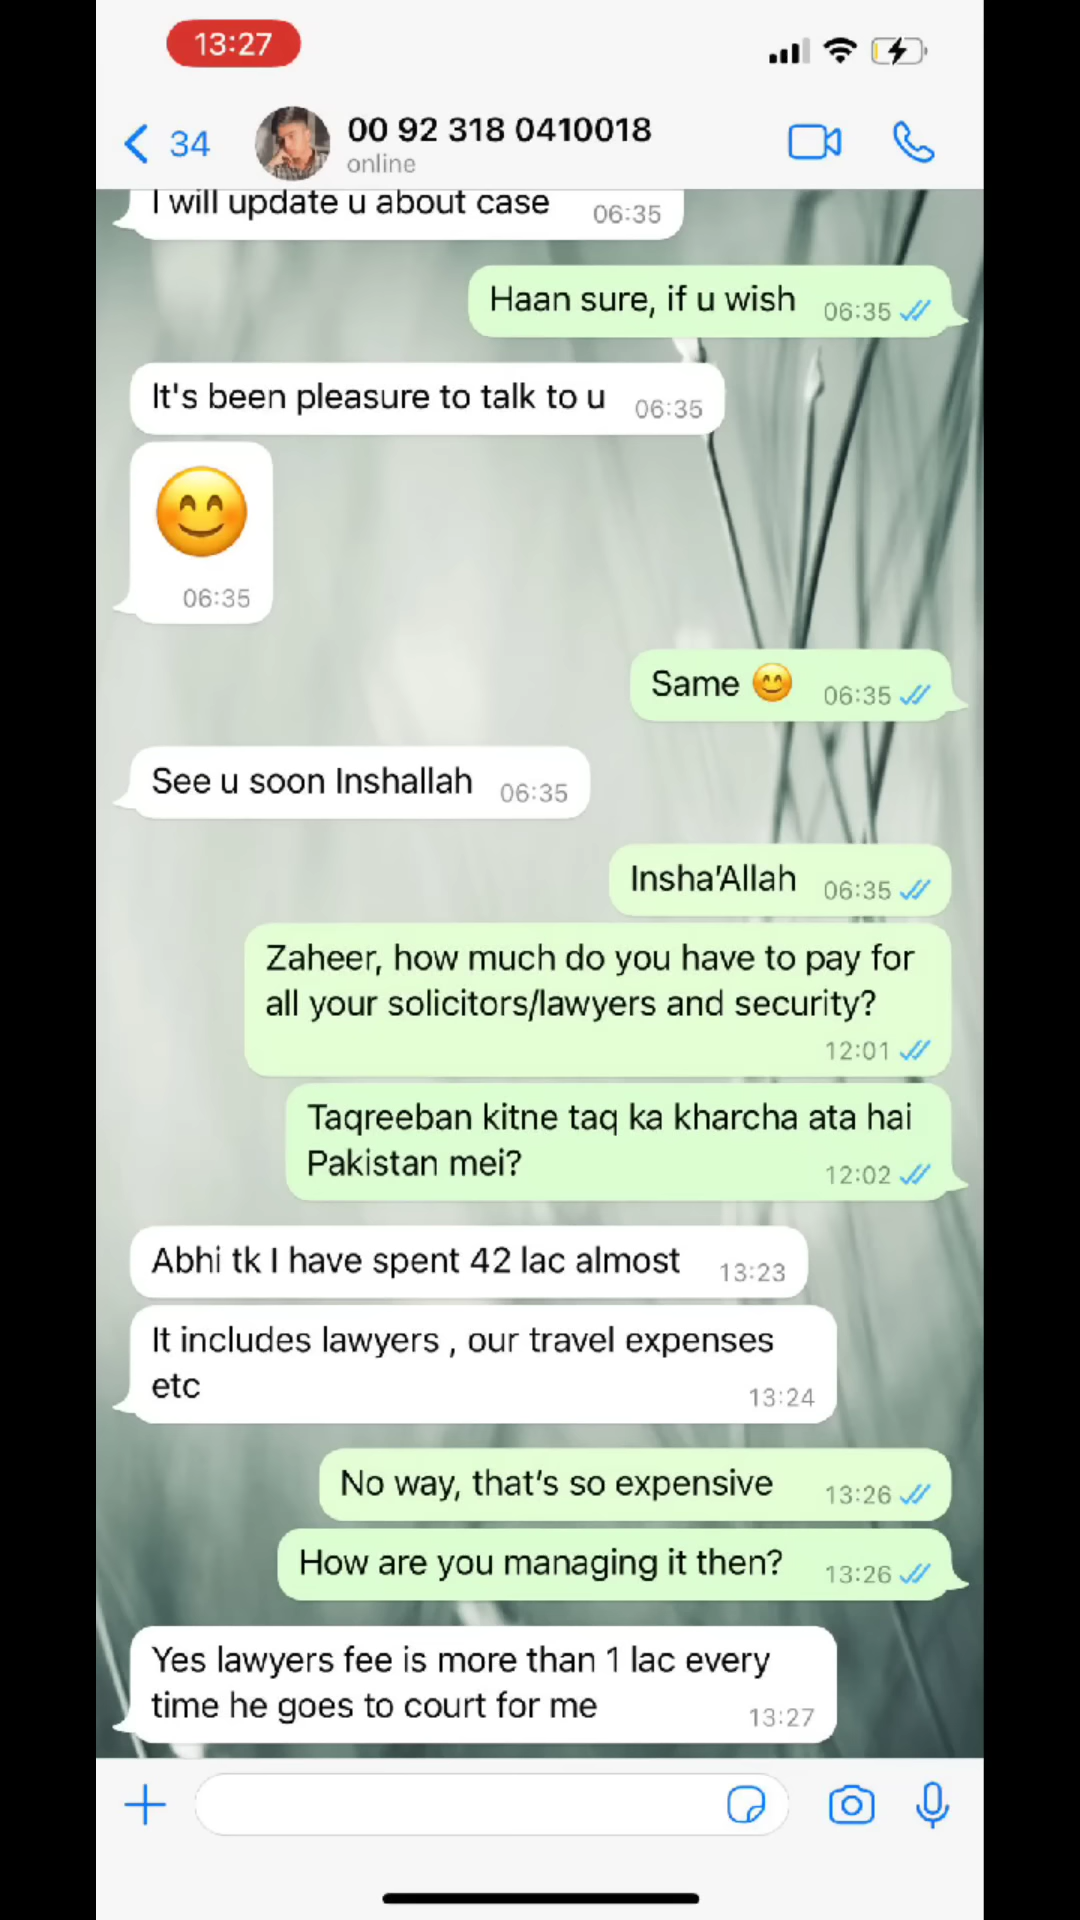 13:27
34
00 92 318 0410018
online
I will update u about case 06:35
Haan sure, if u wish 06:35
It's been pleasure to talk to u 06:35
06:35
Same 😊 06:35
See u soon Inshallah 06:35
Insha’Allah 06:35
Zaheer, how much do you have to pay for
all your solicitors/lawyers and security?
12:01
Taqreeban kitne taq ka kharcha ata hai
Pakistan mei? 12:02
Abhi tk I have spent 42 lac almost 13:23
It includes lawyers , our travel expenses
etc 13:24
No way, that’s so expensive 13:26
How are you managing it then? 13:26
Yes lawyers fee is more than 1 lac every
time he goes to court for me 13:27